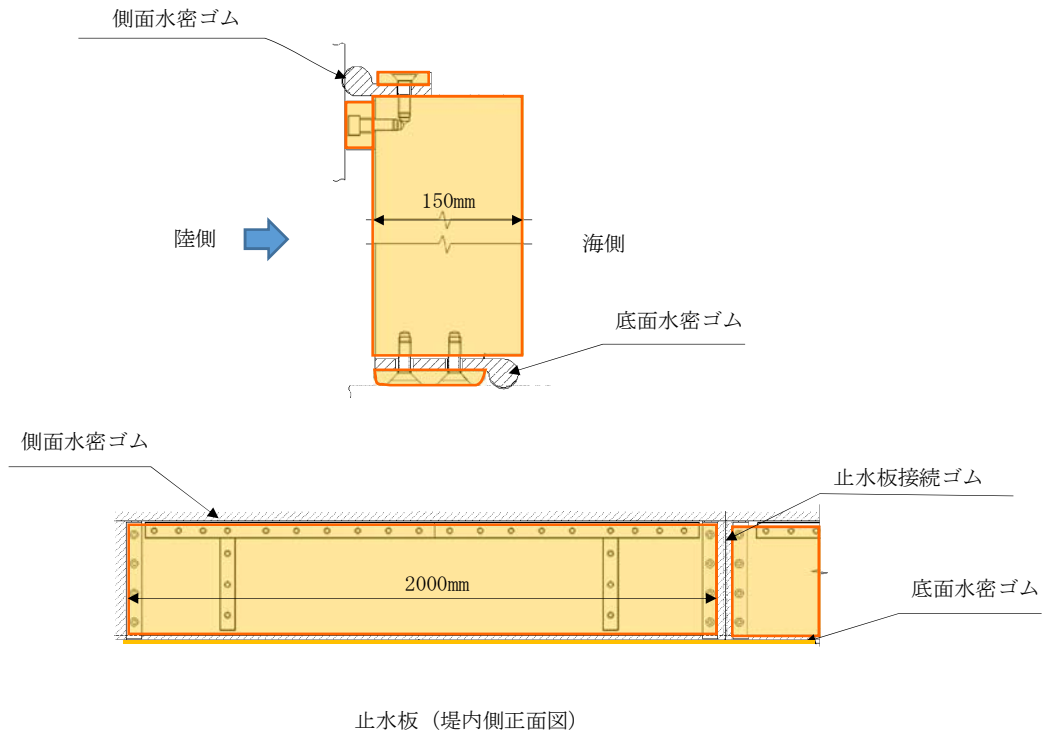 側面水密ゴム
150mm
陸側
海側
底面水密ゴム
側面水密ゴム
止水板接続ゴム
2000mm
底面水密ゴム
止水板（堤内側正面図）